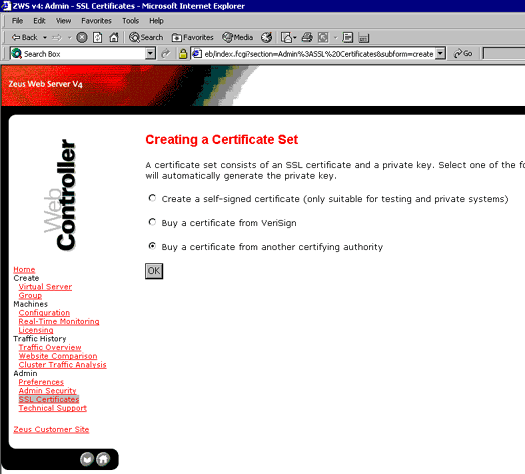 ZWS v4: Admin - SSL Certificates - Microsoft Internet Explorer
File Edit View Favorites Tools Help
Back Search Favorites Media
Search Box eb/index.fcgi?section=Admin%3ASSL%20Certificates&subform=create Go
Zeus Web Server V4
Web Controller
Creating a Certificate Set
A certificate set consists of an SSL certificate and a private key. Select one of the fo
will automatically generate the private key.
Create a self-signed certificate (only suitable for testing and private systems)
Buy a certificate from VeriSign
Buy a certificate from another certifying authority
OK
Home
Create
Virtual Server
Group
Machines
Configuration
Real-Time Monitoring
Licensing
Traffic History
Traffic Overview
Website Comparison
Cluster Traffic Analysis
Admin
Preferences
Admin Security
SSL Certificates
Technical Support
Zeus Customer Site